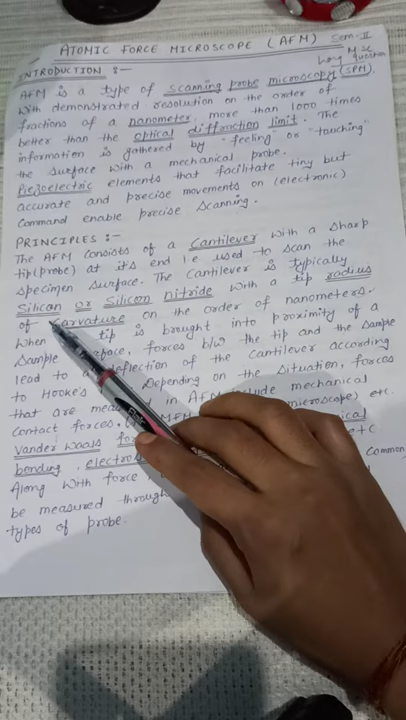 ATOMIC FORCE MICROSCOPE (AFM) Sem-II
M.Sc
Long question
INTRODUCTION :-
AFM is a type of scanning probe microscopy (SPM).
With demonstrated resolution on the order of
fractions of a nanometer, more than 1000 times
better than the optical diffraction limit. The
information is gathered by "feeling" or "touching"
the surface with a mechanical probe.
Piezoelectric elements that facilitate tiny but
accurate and precise movements on (electronic)
Command enable precise Scanning.
PRINCIPLES :-
The AFM consists of a Cantilever with a sharp
tip (probe) at it's end i.e used to scan the
specimen surface. The Cantilever is typically
Silicon or Silicon nitride with a tip radius
of Curvature on the order of nanometers.
When tip is brought into proximity of a
Sample forces b/w the tip and the sample
lead to deflection of the Cantilever according
to Hooke's Depending on the situation, forces
that are in AFM include mechanical
Contact forces, etc.
Vander Waals
bonding, etc
Along with force, Common
be measured through
types of probe.